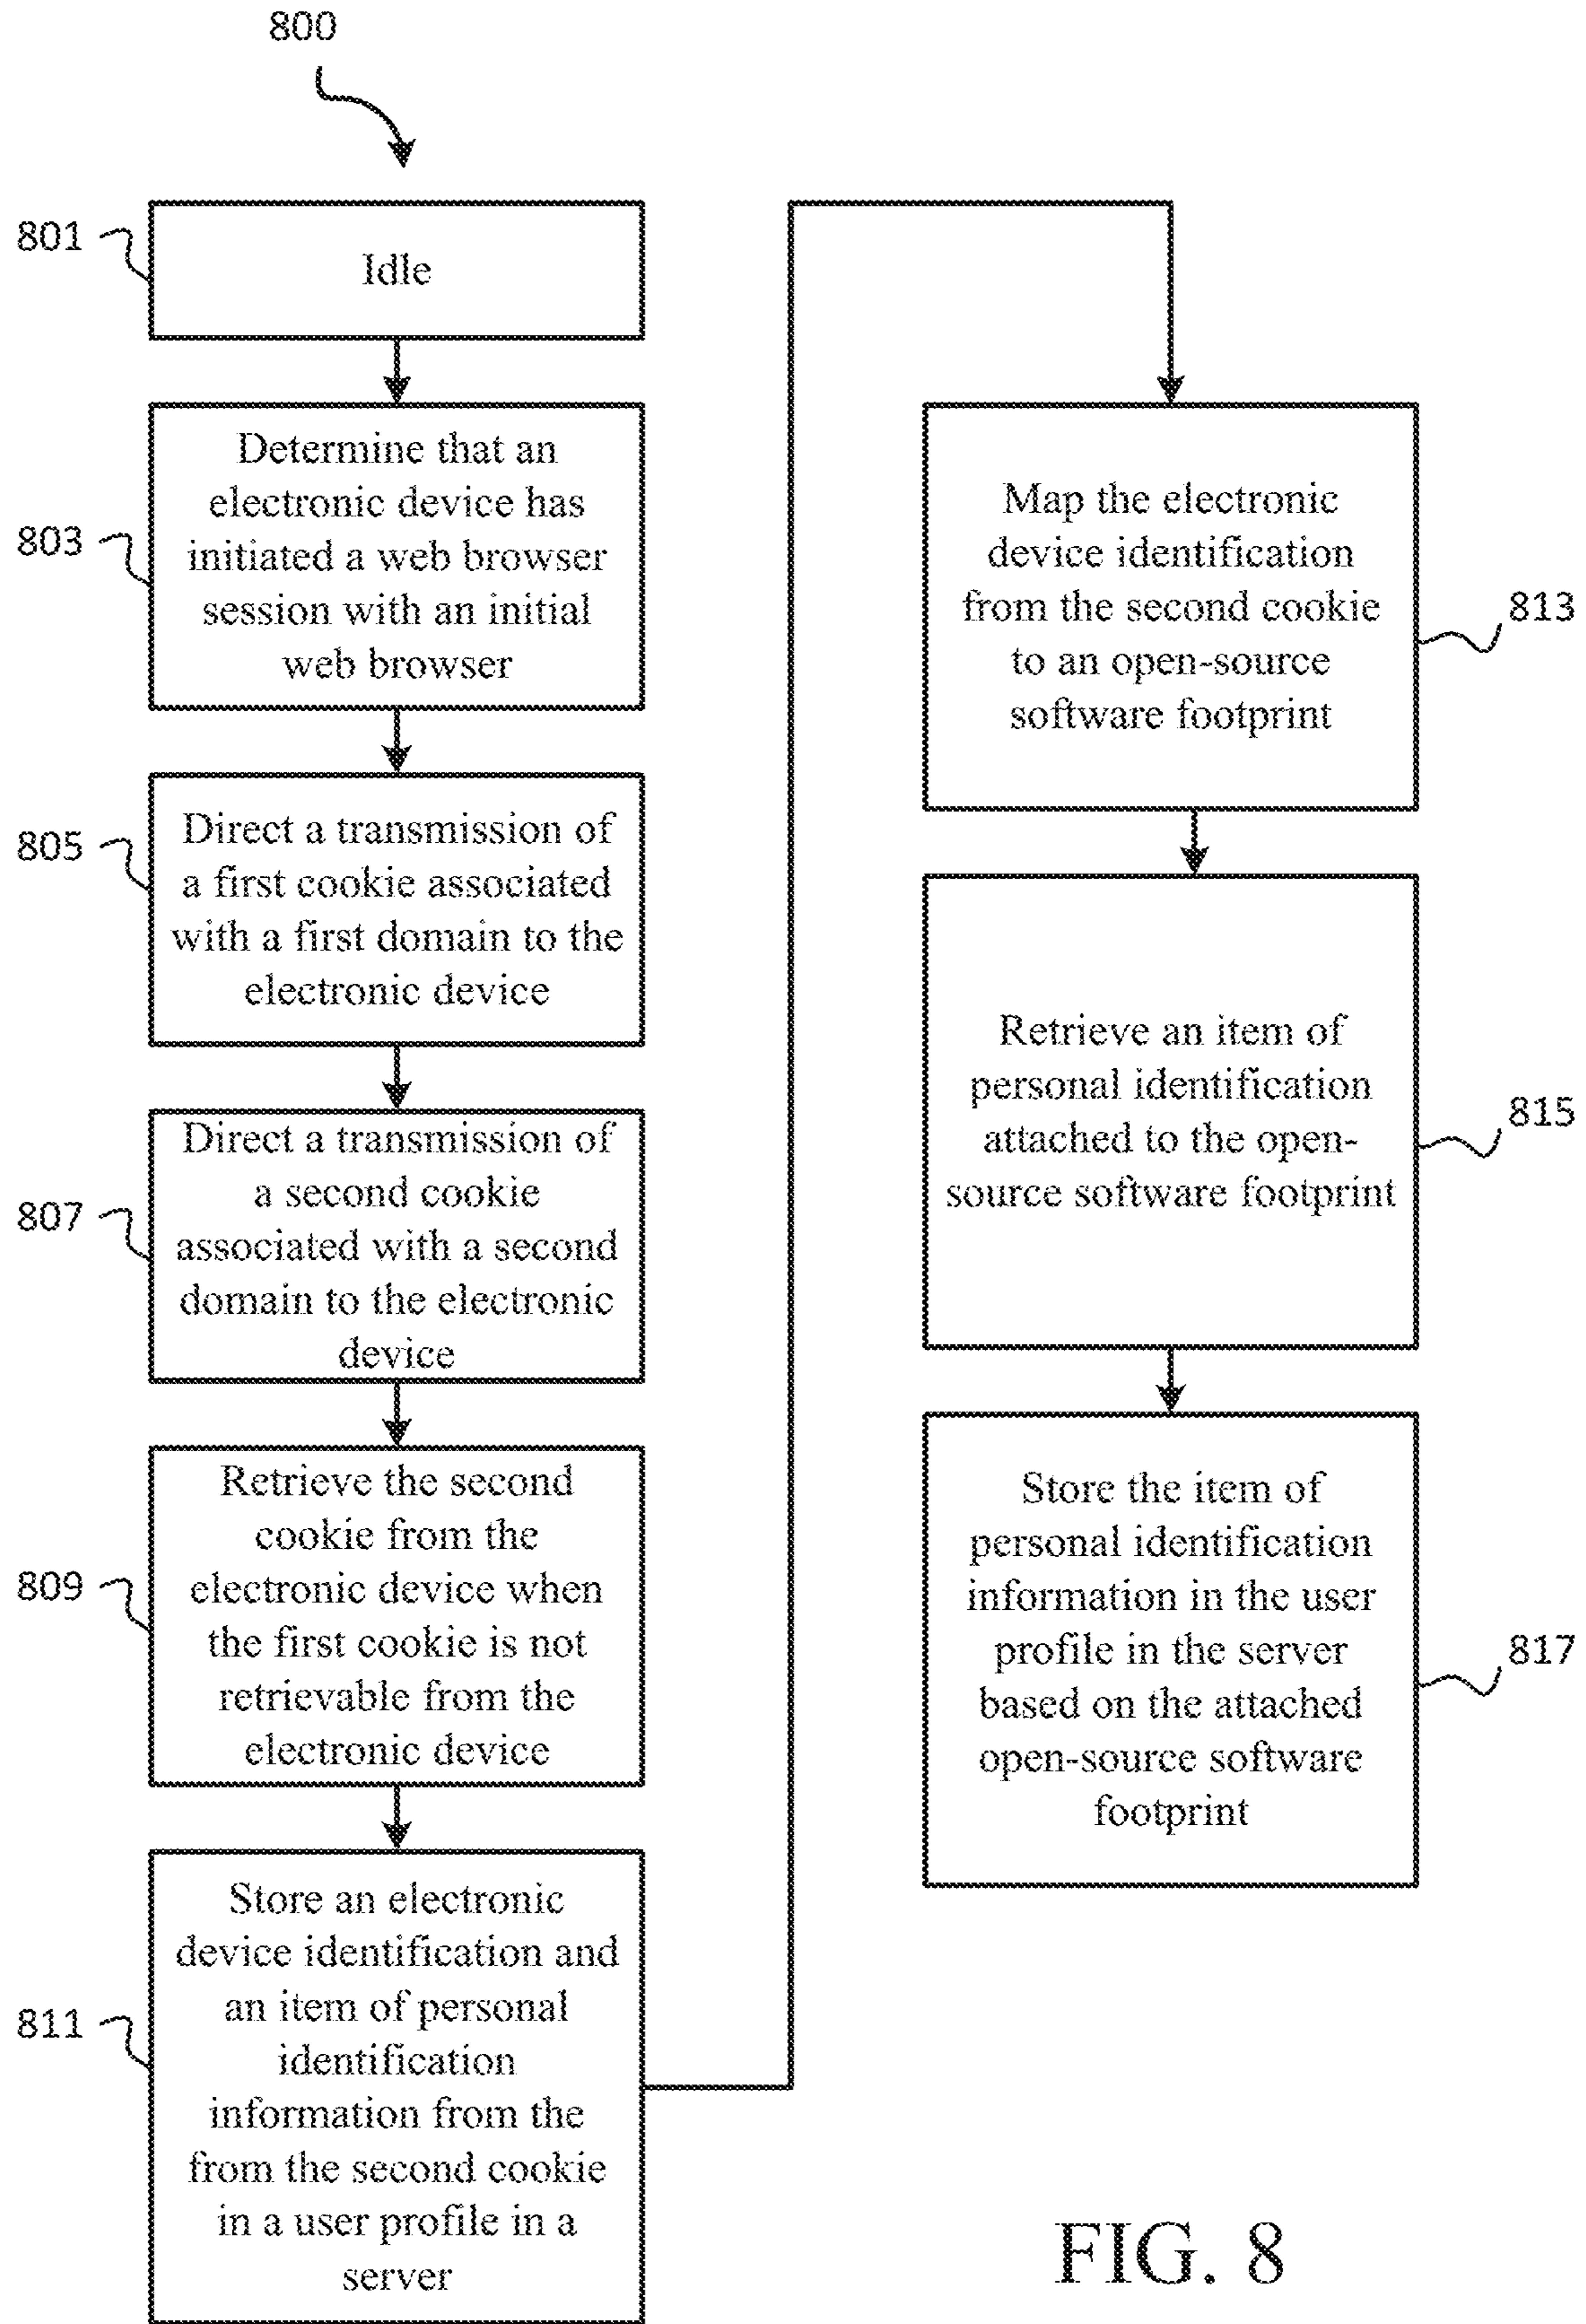 800
801
Idle
803
Determine that an
electronic device has
initiated a web browser
session with an initial
web browser
805
Direct a transmission of
a first cookie associated
with a first domain to the
electronic device
807
Direct a transmission of
a second cookie
associated with a second
domain to the electronic
device
809
Retrieve the second
cookie from the
electronic device when
the first cookie is not
retrievable from the
electronic device
811
Store an electronic
device identification and
an item of personal
identification
information from the
from the second cookie
in a user profile in a
server
Map the electronic
device identification
from the second cookie
to an open-source
software footprint
813
Retrieve an item of
personal identification
attached to the open-
source software footprint
815
Store the item of
personal identification
information in the user
profile in the server
based on the attached
open-source software
footprint
817
FIG. 8